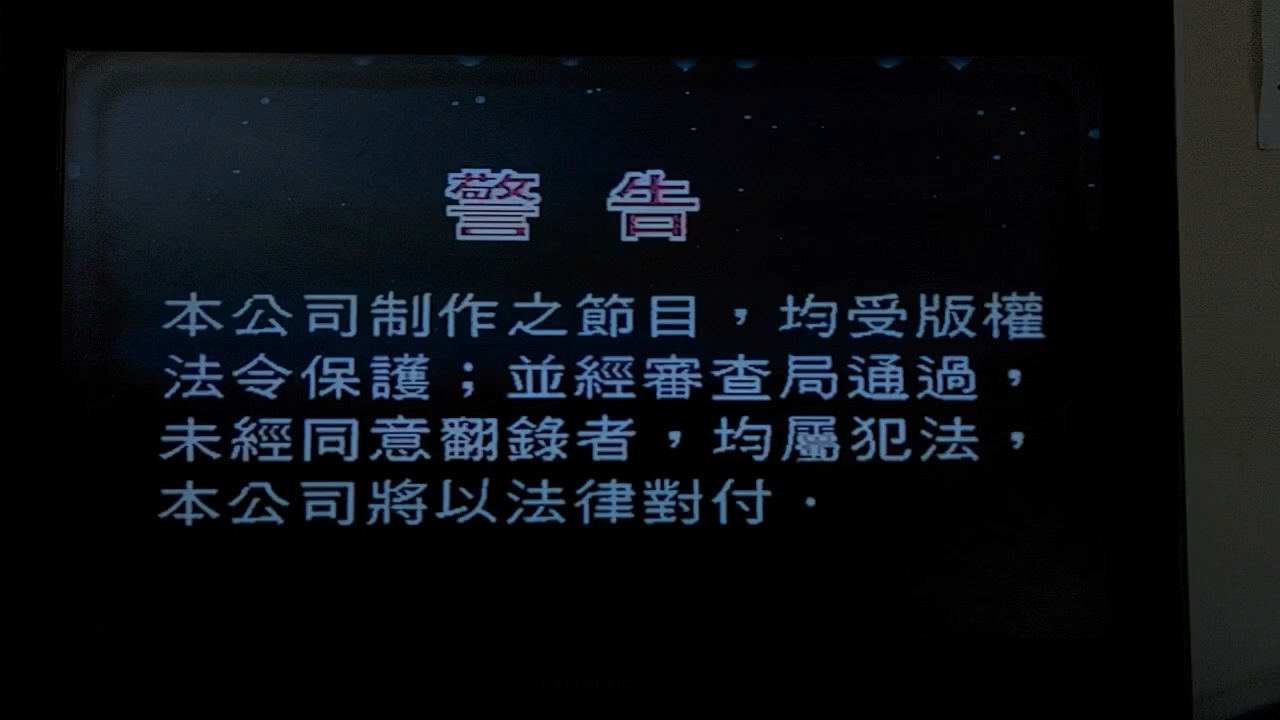 警告
本公司制作之節目，均受版權
法令保護；並經審查局通過，
未經同意翻錄者，均屬犯法，
本公司將以法律對付．